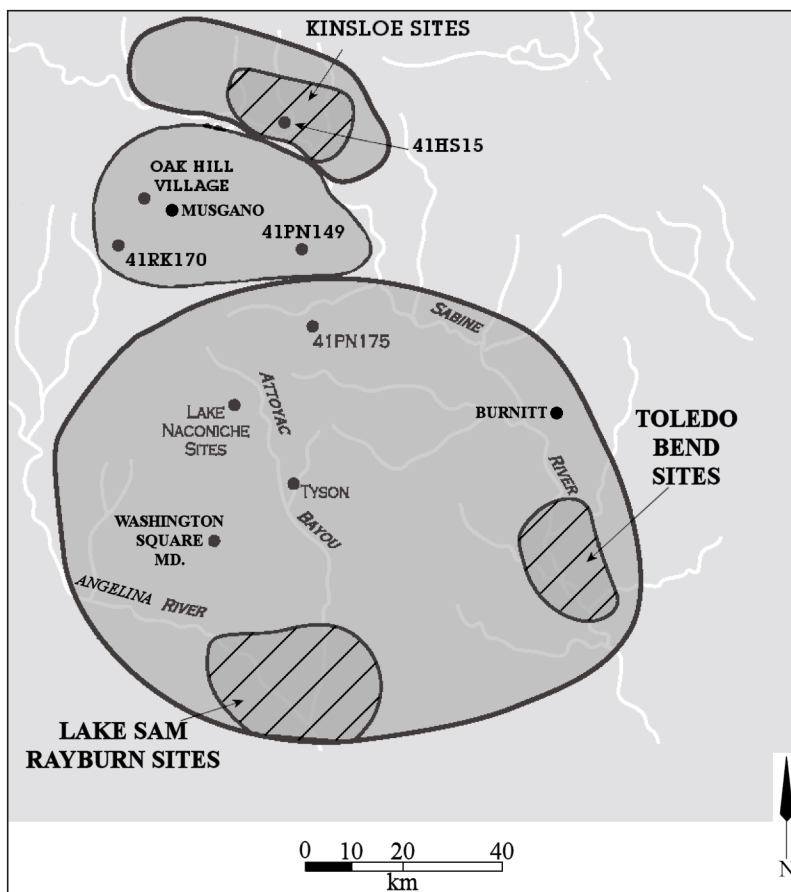 KINSLOE SITES
41HS15
OAK HILL
VILLAGE
MUSGANO
41PN149
41RK170
SABINE
41PN175
ATTOYAC
LAKE
NACONICHE
SITES
BURNITT
TOLEDO
BEND
SITES
RIVER
TYSON
BAYOU
WASHINGTON
SQUARE
MD.
ANGELINA RIVER
LAKE SAM
RAYBURN SITES
0 10 20 40
km
N